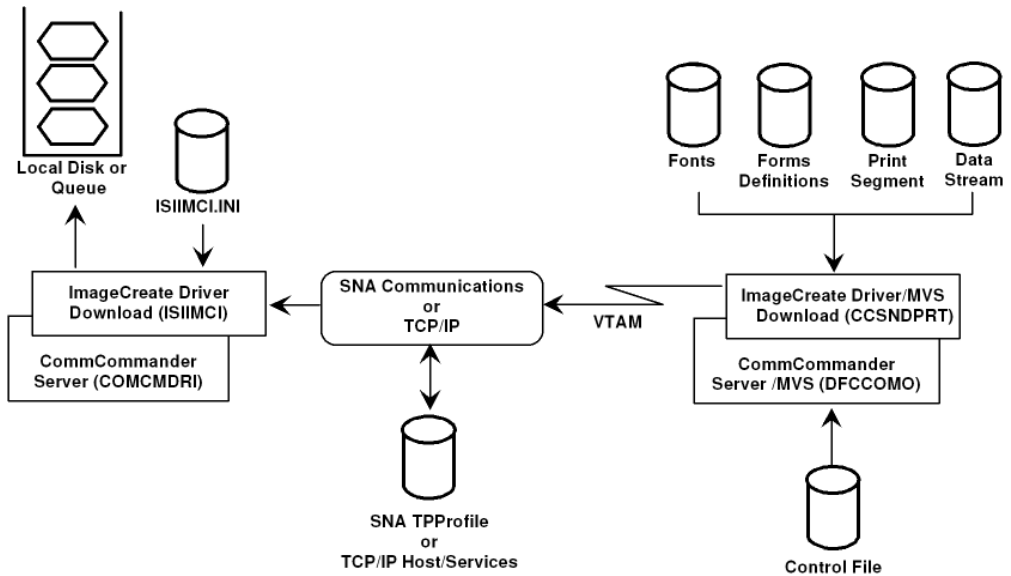 Local Disk or
Queue
ISIIMCI.INI
Fonts
Forms
Definitions
Print
Segment
Data
Stream
ImageCreate Driver
Download (ISIIMCI)
CommCommander
Server (COMCMDRI)
SNA Communications
or
TCP/IP
VTAM
ImageCreate Driver/MVS
Download (CCSNDPRT)
CommCommander
Server /MVS (DFCCOMO)
SNA TPProfile
or
TCP/IP Host/Services
Control File